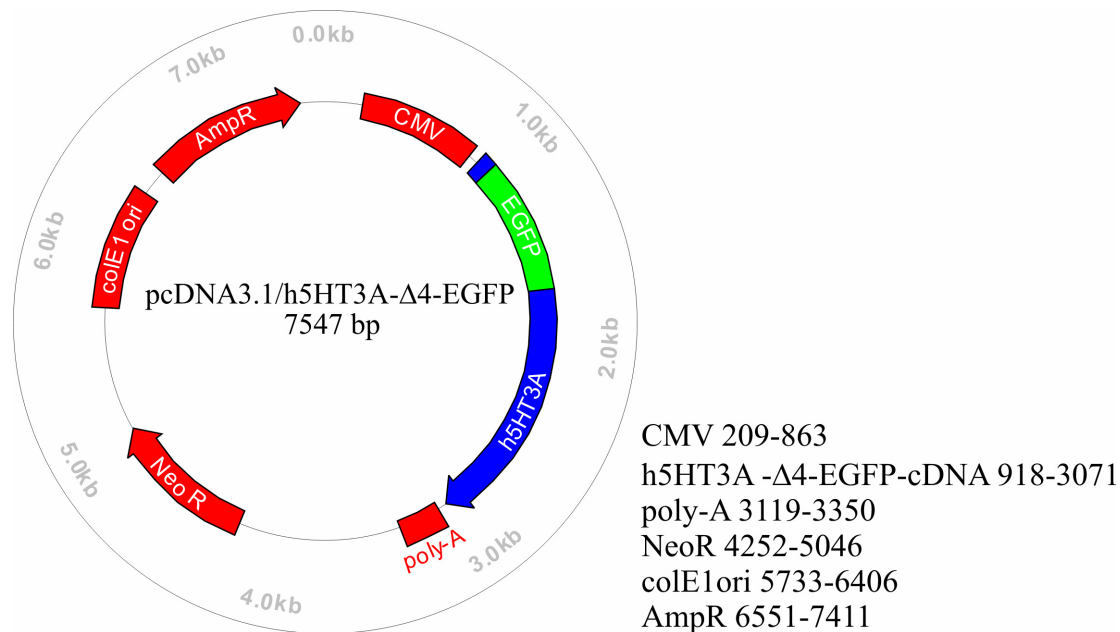 0.0kb
7.0kb
1.0kb
AmpR
CMV
EGFP
colE1 ori
6.0kb
pcDNA3.1/h5HT3A-Δ4-EGFP
7547 bp
2.0kb
h5HT3A
5.0kb
Neo R
poly-A
3.0kb
4.0kb
CMV 209-863
h5HT3A -Δ4-EGFP-cDNA 918-3071
poly-A 3119-3350
NeoR 4252-5046
colE1ori 5733-6406
AmpR 6551-7411